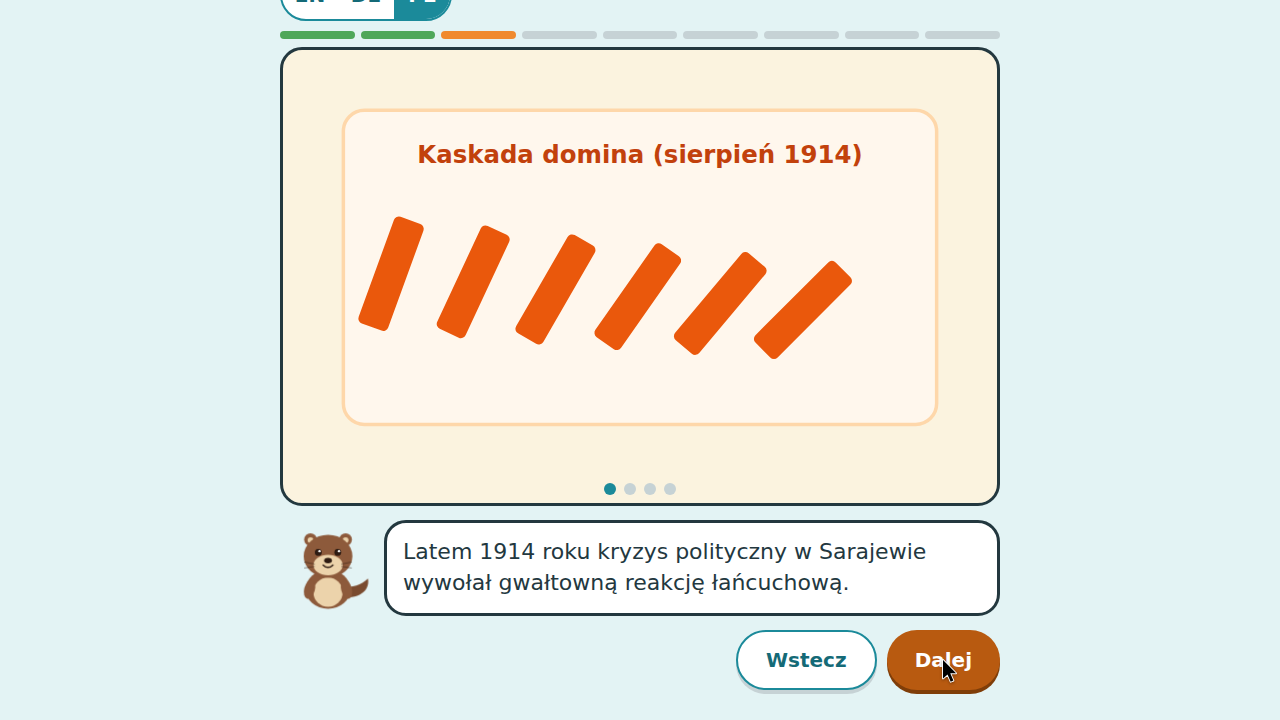 Kaskada domina (sierpień 1914)
Latem 1914 roku kryzys polityczny w Sarajewie
wywołał gwałtowną reakcję łańcuchową.
Wstecz
Dalej